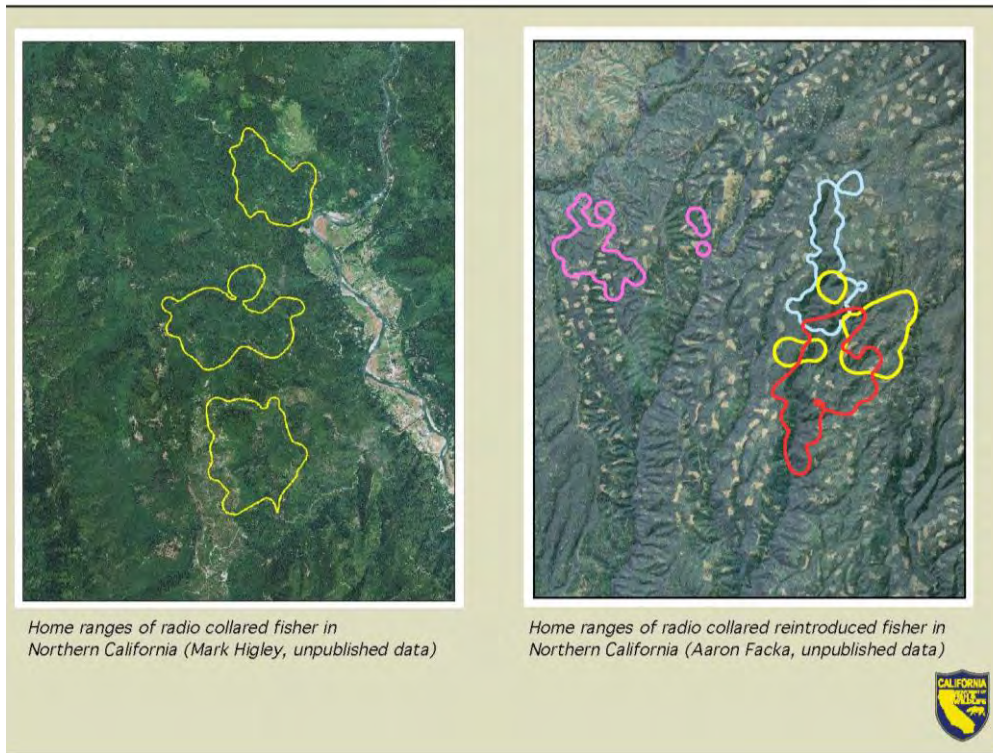 Home ranges of radio collared fisher in
Northern California (Mark Higley, unpublished data)
Home ranges of radio collared reintroduced fisher in
Northern California (Aaron Facka, unpublished data)
CALIFORNIA